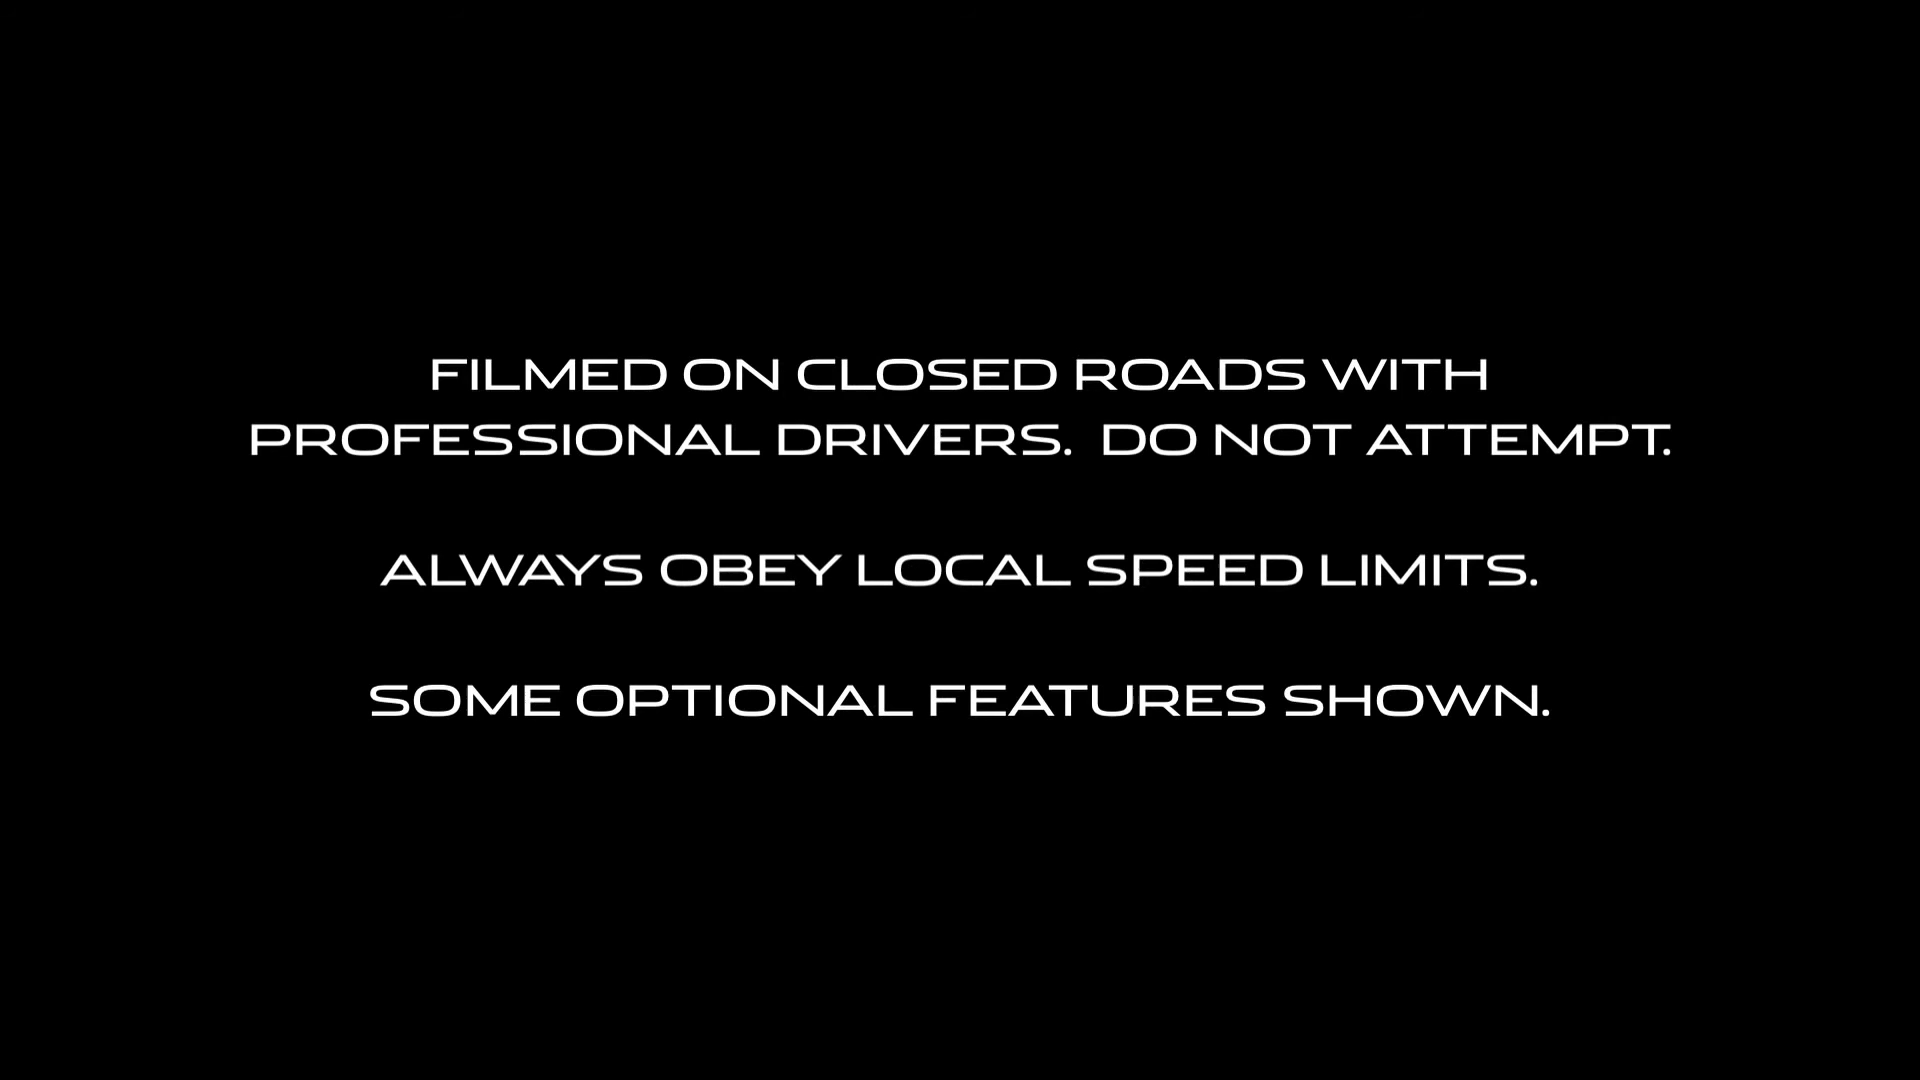 FILMED ON CLOSED ROADS WITH
PROFESSIONAL DRIVERS.  DO NOT ATTEMPT.
ALWAYS OBEY LOCAL SPEED LIMITS.
SOME OPTIONAL FEATURES SHOWN.